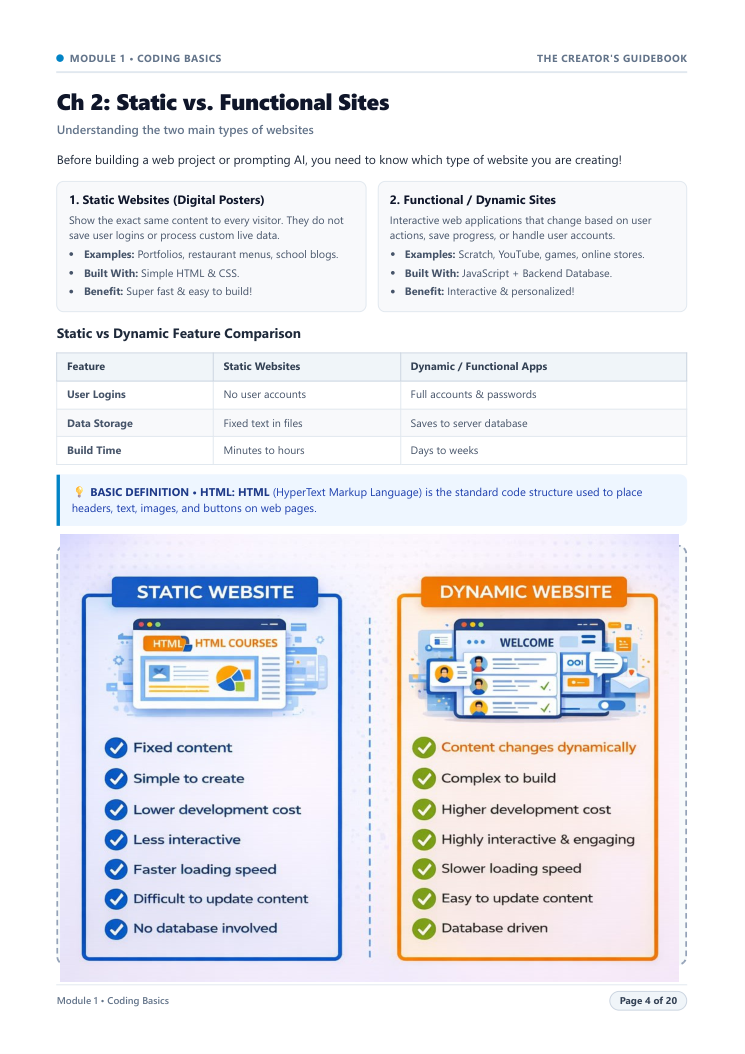 MODULE 1 • CODING BASICS
THE CREATOR'S GUIDEBOOK
Ch 2: Static vs. Functional Sites
Understanding the two main types of websites
Before building a web project or prompting AI, you need to know which type of website you are creating!
1. Static Websites (Digital Posters)
Show the exact same content to every visitor. They do not
save user logins or process custom live data.
• Examples: Portfolios, restaurant menus, school blogs.
• Built With: Simple HTML & CSS.
• Benefit: Super fast & easy to build!
2. Functional / Dynamic Sites
Interactive web applications that change based on user
actions, save progress, or handle user accounts.
• Examples: Scratch, YouTube, games, online stores.
• Built With: JavaScript + Backend Database.
• Benefit: Interactive & personalized!
Static vs Dynamic Feature Comparison
Feature Static Websites Dynamic / Functional Apps
User Logins No user accounts Full accounts & passwords
Data Storage Fixed text in files Saves to server database
Build Time Minutes to hours Days to weeks
💡 BASIC DEFINITION • HTML: HTML (HyperText Markup Language) is the standard code structure used to place
headers, text, images, and buttons on web pages.
STATIC WEBSITE
HTML HTML COURSES
Fixed content
Simple to create
Lower development cost
Less interactive
Faster loading speed
Difficult to update content
No database involved
DYNAMIC WEBSITE
WELCOME
Content changes dynamically
Complex to build
Higher development cost
Highly interactive & engaging
Slower loading speed
Easy to update content
Database driven
Module 1 • Coding Basics
Page 4 of 20